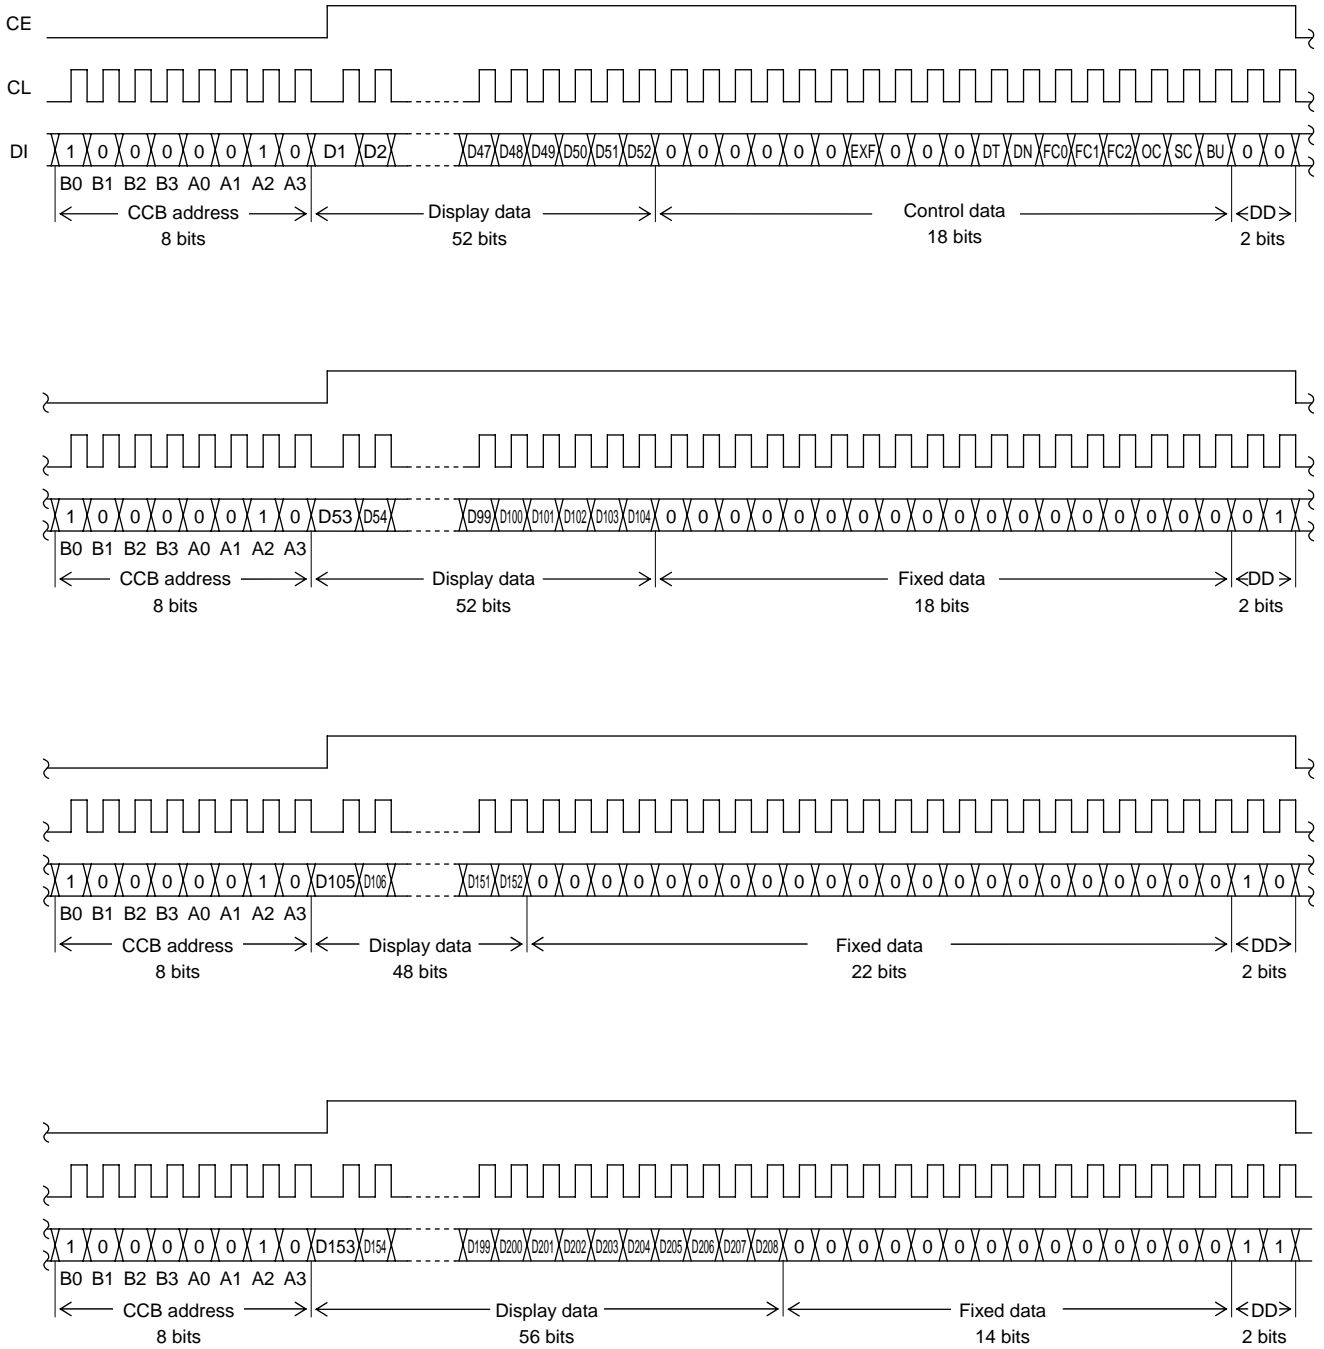 CE
CL
DI 1 0 0 0 0 0 1 0 D1 D2 D47 D48 D49 D50 D51 D52 0 0 0 0 0 0 EXF 0 0 0 DT DN FC0 FC1 FC2 OC SC BU 0 0
B0 B1 B2 B3 A0 A1 A2 A3
CCB address Display data Control data DD
8 bits 52 bits 18 bits 2 bits
1 0 0 0 0 0 1 0 D53 D54 D99 D100 D101 D102 D103 D104 0 0 0 0 0 0 0 0 0 0 0 0 0 0 0 0 0 0 0 1
B0 B1 B2 B3 A0 A1 A2 A3
CCB address Display data Fixed data DD
8 bits 52 bits 18 bits 2 bits
1 0 0 0 0 0 1 0 D105 D106 D151 D152 0 0 0 0 0 0 0 0 0 0 0 0 0 0 0 0 0 0 0 0 0 0 1 0
B0 B1 B2 B3 A0 A1 A2 A3
CCB address Display data Fixed data DD
8 bits 48 bits 22 bits 2 bits
1 0 0 0 0 0 1 0 D153 D154 D199 D200 D201 D202 D203 D204 D205 D206 D207 D208 0 0 0 0 0 0 0 0 0 0 0 0 0 0 1 1
B0 B1 B2 B3 A0 A1 A2 A3
CCB address Display data Fixed data DD
8 bits 56 bits 14 bits 2 bits